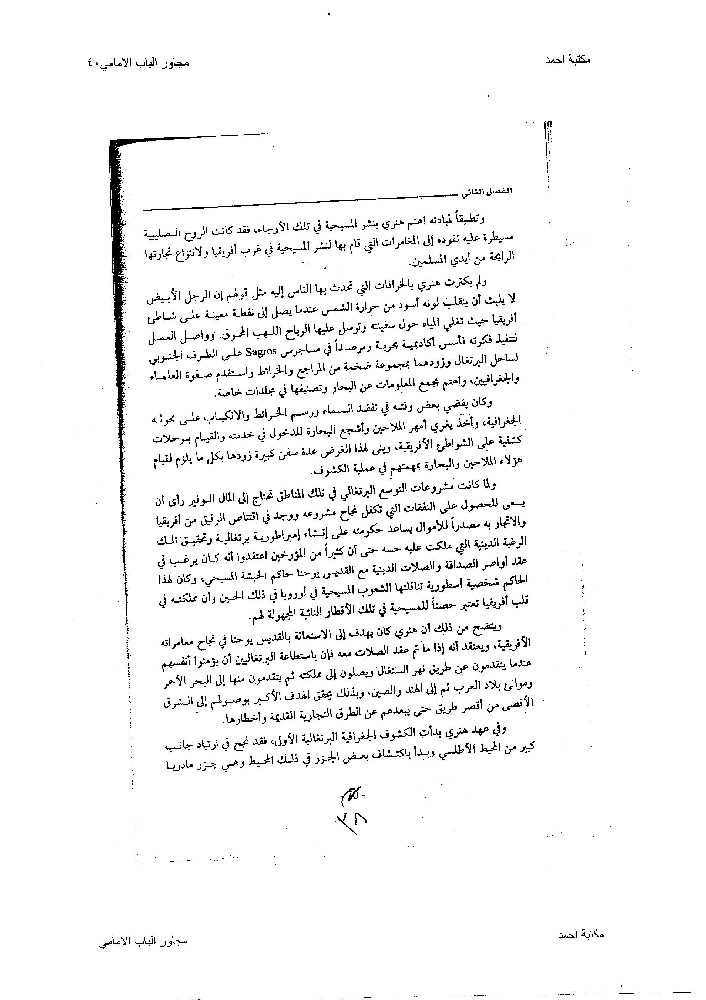 مكتبة احمد
مجاور الباب الامامي ٤٠
الفصل الثاني
وتطبيقاً لمبادئه اهتم هنري بنشر المسيحية في تلك الأرجاء، فقد كانت الروح الصليبية
مسيطرة عليه تقوده إلى المغامرات التي قام بها لنشر المسيحية في غرب أفريقيا ولانتزاع تجارتها
الرابحة من أيدي المسلمين.
ولم يكترث هنري بالخرافات التي تحدث بها الناس إليه مثل قولهم إن الرجل الأبيض
لا يلبث أن ينقلب لونه أسود من حرارة الشمس عندما يصل إلى نقطة معينة على شاطئ
أفريقيا حيث تغلي المياه حول سفينته وترسل عليها الرياح اللهب المحرق. وواصل العمل
لتنفيذ فكرته فأسس أكاديمية بحرية ومرصداً في ساجرس Sagros على الطرف الجنوبي
لساحل البرتغال وزودهما بمجموعة ضخمة من المراجع والخرائط واستقدم صفوة العلماء
والجغرافيين، واهتم بجمع المعلومات عن البحار وتصنيفها في مجلدات خاصة.
وكان يقضي بعض وقته في تفقد السماء ورسم الخرائط والانكباب على بحوثه
الجغرافية، وأخذ يغري أمهر الملاحين وأشجع البحارة للدخول في خدمته والقيام برحلات
كشفية على الشواطئ الأفريقية، وبنى لهذا الغرض عدة سفن كبيرة زودها بكل ما يلزم لقيام
هؤلاء الملاحين والبحارة بمهمتهم في عملية الكشوف.
ولما كانت مشروعات التوسع البرتغالي في تلك المناطق تحتاج إلى المال الوفير رأى أن
يسعى للحصول على النفقات التي تكفل نجاح مشروعه ووجد في اقتناص الرقيق من أفريقيا
والاتجار به مصدراً للأموال يساعد حكومته على إنشاء إمبراطورية برتغالية وتحقيق تلك
الرغبة الدينية التي ملكت عليه حسه حتى أن كثيراً من المؤرخين اعتقدوا أنه كان يرغب في
عقد أواصر الصداقة والصلات الدينية مع القديس يوحنا حاكم الحبشة المسيحي، وكان لهذا
الحاكم شخصية أسطورية تناقلتها الشعوب المسيحية في أوروبا في ذلك الحين وأن مملكته في
قلب أفريقيا تعتبر حصناً للمسيحية في تلك الأقطار النائية المجهولة لهم.
ويتضح من ذلك أن هنري كان يهدف إلى الاستعانة بالقديس يوحنا في نجاح مغامراته
الأفريقية، ويعتقد أنه إذا ما تم عقد الصلات معه فإن باستطاعة البرتغاليين أن يؤمنوا أنفسهم
عندما يتقدمون عن طريق نهر السنغال ويصلون إلى مملكته ثم يتقدمون منها إلى البحر الأحمر
وموانئ بلاد العرب ثم إلى الهند والصين، وبذلك يحقق الهدف الأكبر بوصولهم إلى الشرق
الأقصى من أقصر طريق حتى يبعدهم عن الطرق التجارية القديمة وأخطارها.
وفي عهد هنري بدأت الكشوف الجغرافية البرتغالية الأولى، فقد نجح في ارتياد جانب
كبير من المحيط الأطلسي وبدأ باكتشاف بعض الجزر في ذلك المحيط وهي جزر مادريا
٣٨
مكتبة احمد
مجاور الباب الامامي